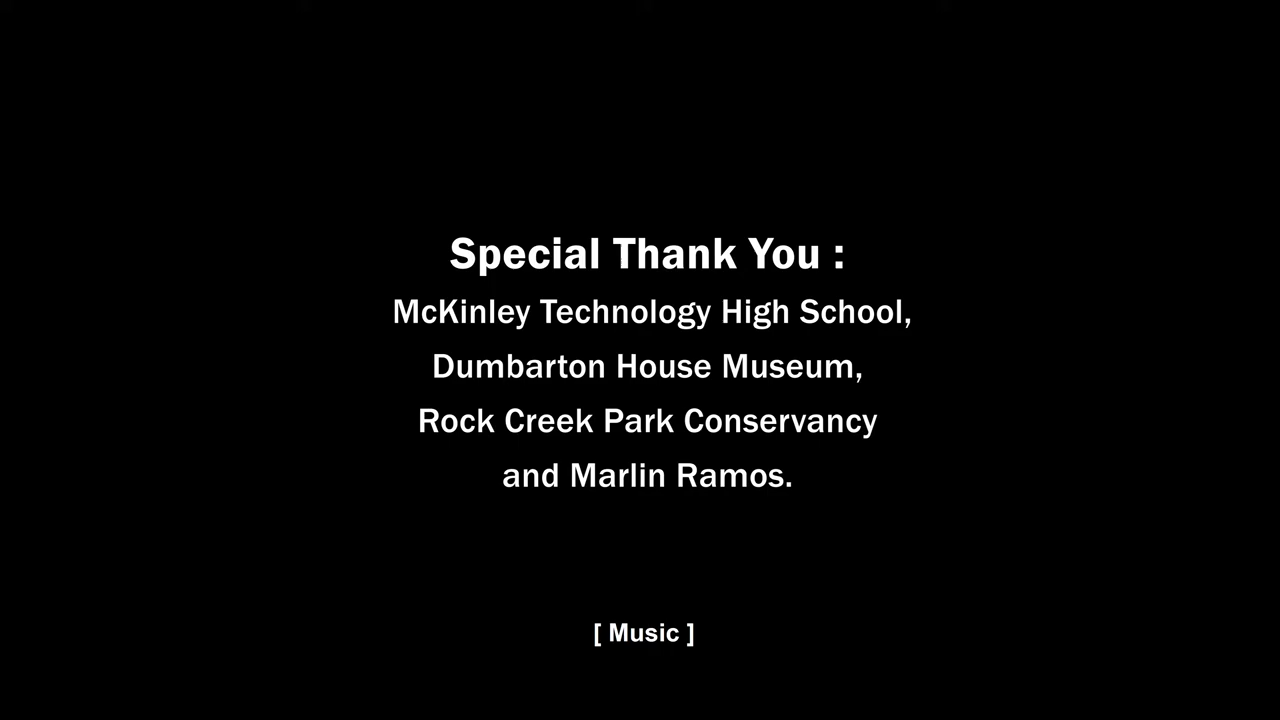 Special Thank You :
McKinley Technology High School,
Dumbarton House Museum,
Rock Creek Park Conservancy
and Marlin Ramos.
[ Music ]